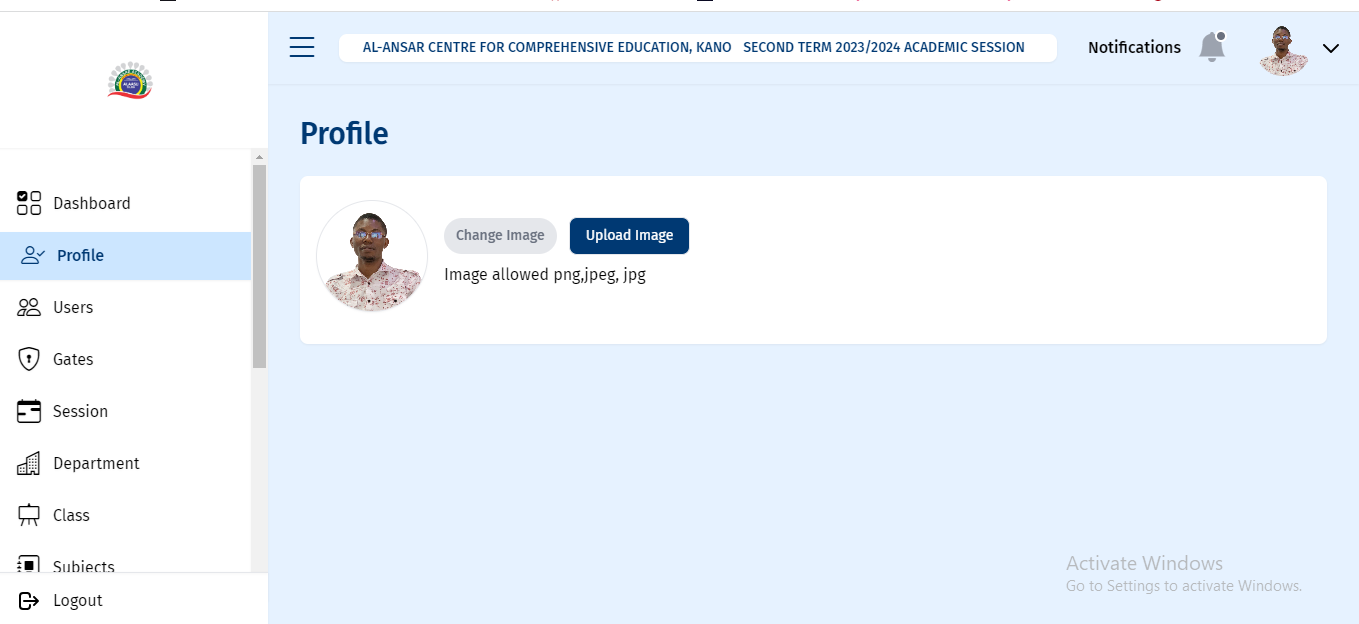 AL-ANSAR CENTRE FOR COMPREHENSIVE EDUCATION, KANO SECOND TERM 2023/2024 ACADEMIC SESSION
Notifications
Profile
Dashboard
Profile
Users
Gates
Session
Department
Class
Subjects
Logout
Change Image
Upload Image
Image allowed png,jpeg, jpg
Activate Windows
Go to Settings to activate Windows.